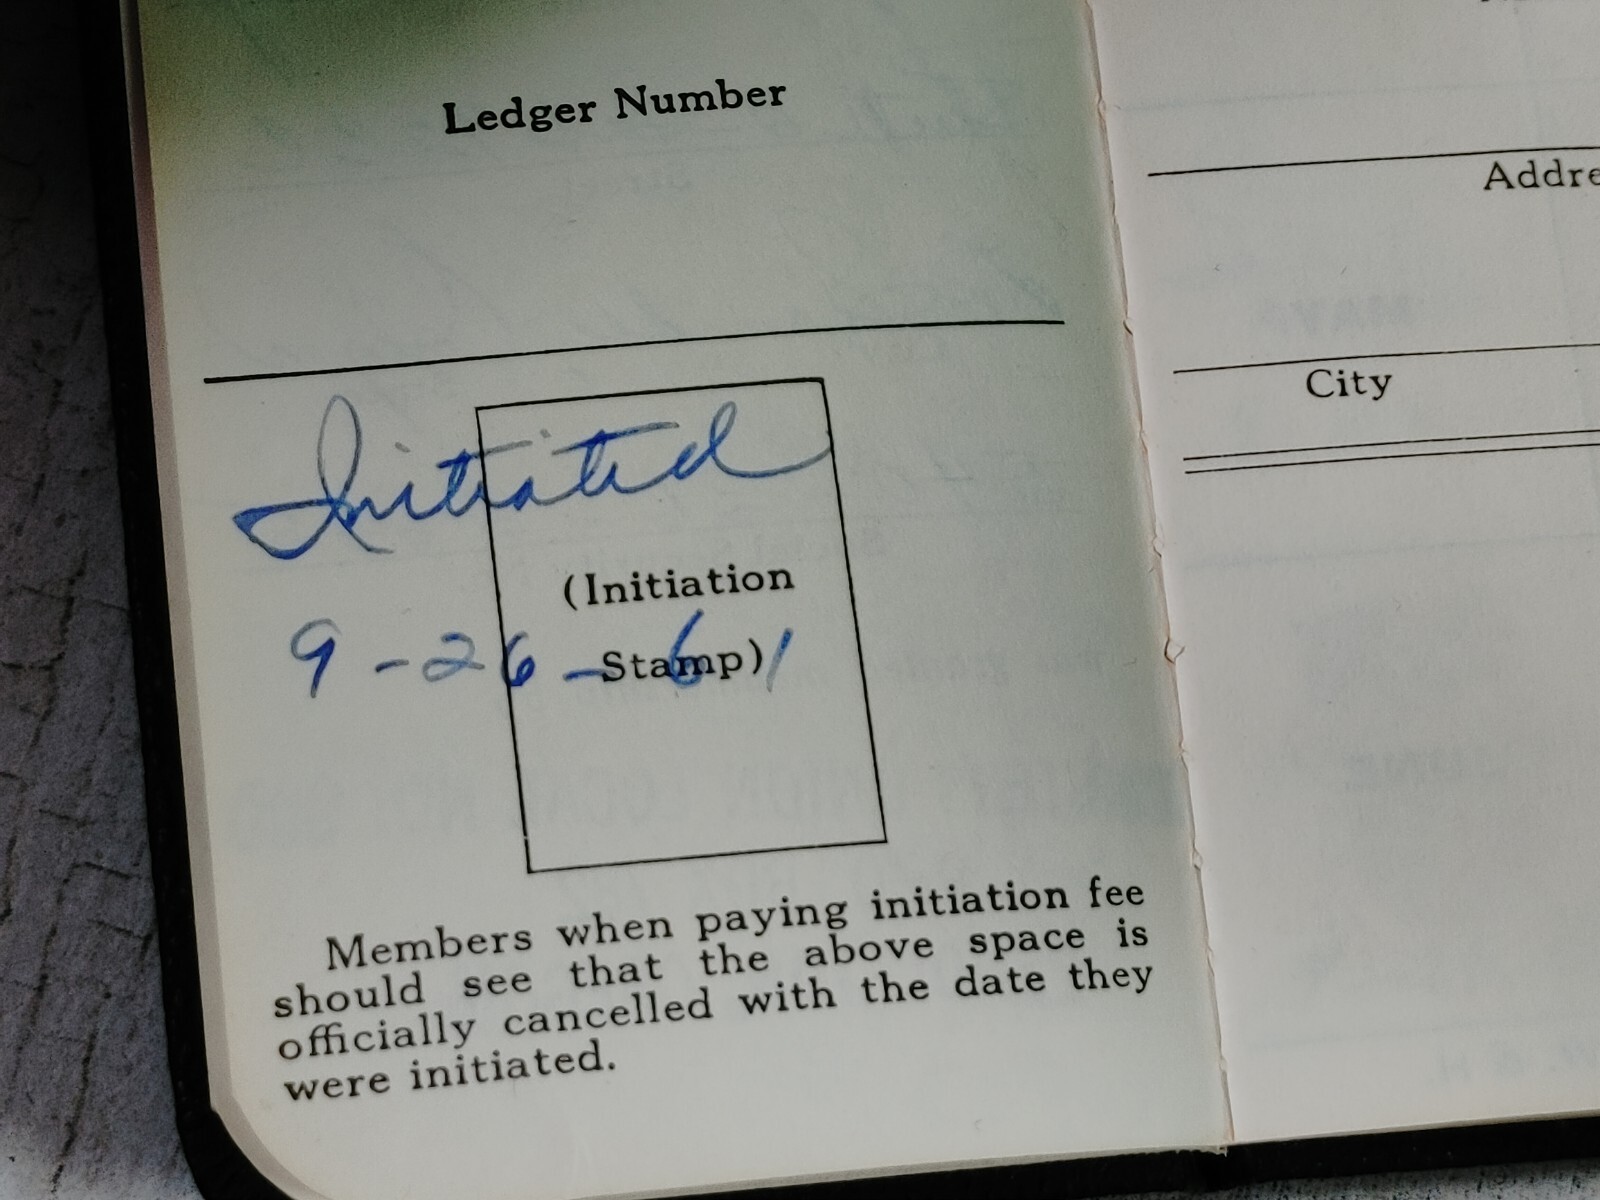 Ledger Number
Initiated
(Initiation
9-26-61
Stamp)
Members when paying initiation fee
should see that the above space is
officially cancelled with the date they
were initiated.
City